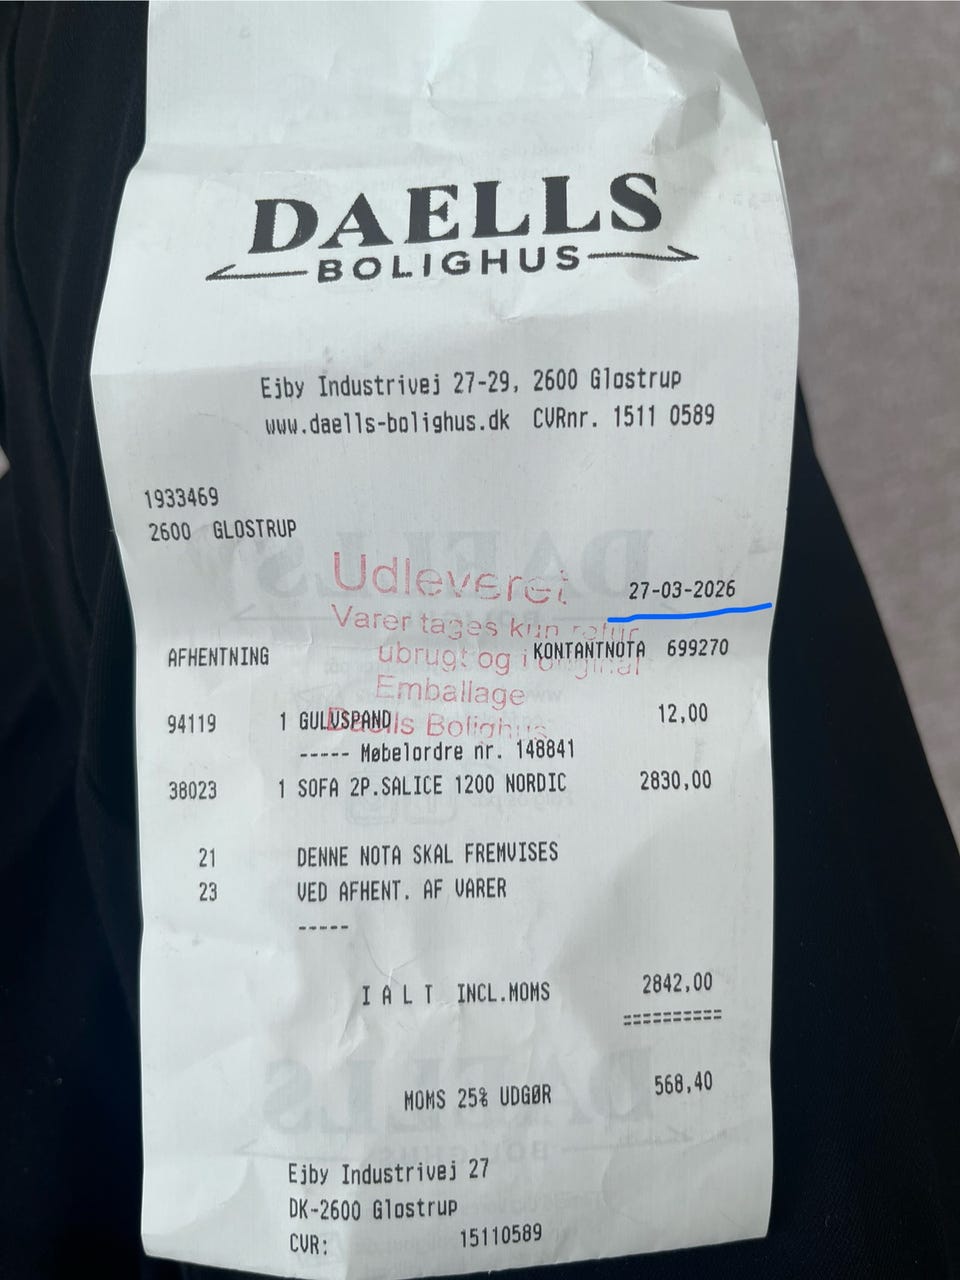 DAELLS
BOLIGHUS
Ejby Industrivej 27-29, 2600 Glostrup
www.daells-bolighus.dk CVRnr. 1511 0589
1933469
2600 GLOSTRUP
Udleveret
27-03-2026
Varer tages kun retur
AFHENTNING KONTANTNOTA 699270
ubrugt og i original
Emballage
94119 1 GULVSPAND 12,00
Daells Bolighus
----- Møbelordre nr. 148841
38023 1 SOFA 2P.SALICE 1200 NORDIC 2830,00
21 DENNE NOTA SKAL FREMVISES
23 VED AFHENT. AF VARER
-----
I A L T INCL.MOMS 2842,00
==========
MOMS 25% UDGØR 568,40
Ejby Industrivej 27
DK-2600 Glostrup
CVR: 15110589